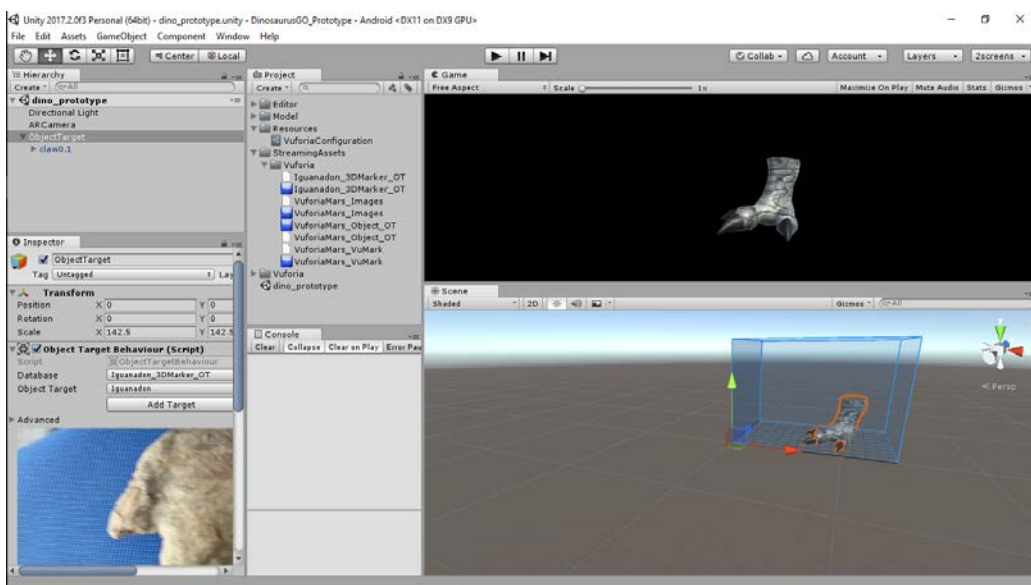 Unity 2017.2.0f3 Personal (64bit) - dino_prototype.unity - DinosaurusGO_Prototype - Android <DX11 on DX9 GPU>
File Edit Assets GameObject Component Window Help
Center Local Collab Account Layers 2screens
Hierarchy
Create All
dino_prototype
Directional Light
ARCamera
ObjectTarget
claw0.1
Project
Create
Editor
Model
Resources
VuforiaConfiguration
StreamingAssets
Vuforia
Iguanadon_3DMarker_OT
Iguanadon_3DMarker_OT
VuforiaMars_Images
VuforiaMars_Images
VuforiaMars_Object_OT
VuforiaMars_Object_OT
VuforiaMars_VuMark
VuforiaMars_VuMark
Vuforia
dino_prototype
Game
Free Aspect Scale 1x Maximize On Play Mute Audio Stats Gizmos
Inspector
ObjectTarget
Tag Untagged Lay
Transform
Position X 0 Y 0
Rotation X 0 Y 0
Scale X 142.5 Y 142.5
Object Target Behaviour (Script)
Script ObjectTargetBehaviour
Database Iguanadon_3DMarker_OT
Object Target Iguanadon
Add Target
Advanced
Console
Clear Collapse Clear on Play Error Pau
Scene
Shaded 2D Gizmos All
y
Persp